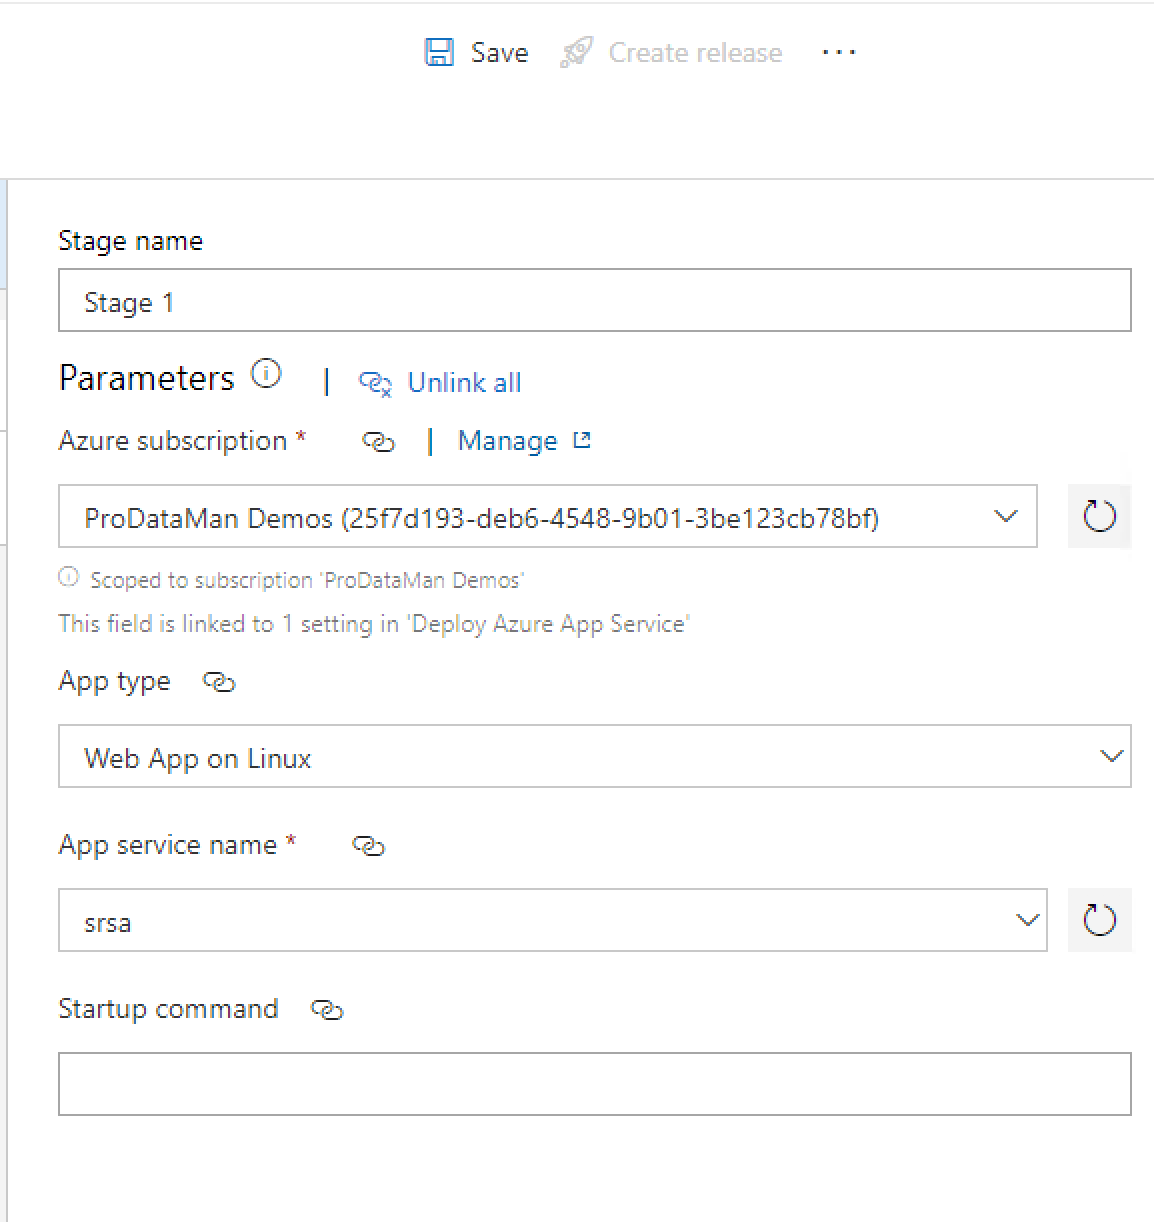 Save Create release ...
Stage name
Stage 1
Parameters | Unlink all
Azure subscription * | Manage
ProDataMan Demos (25f7d193-deb6-4548-9b01-3be123cb78bf)
Scoped to subscription 'ProDataMan Demos'
This field is linked to 1 setting in 'Deploy Azure App Service'
App type
Web App on Linux
App service name *
srsa
Startup command